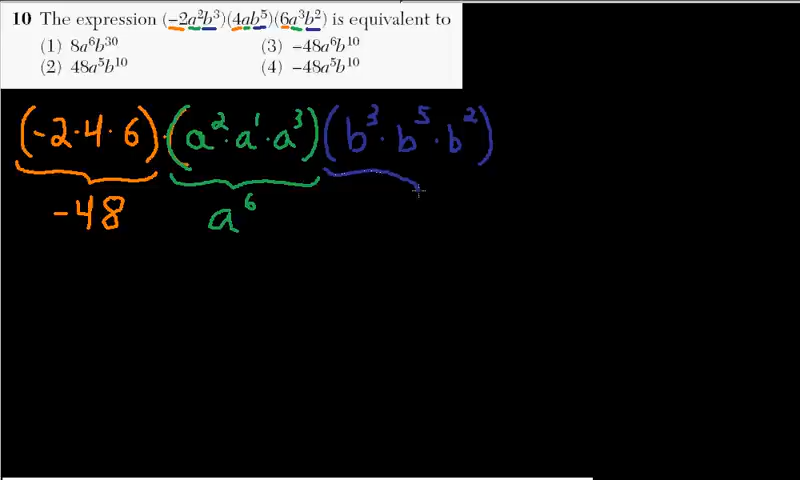 10 The expression (−2a²b³)(4ab⁵)(6a³b²) is equivalent to
(1) 8a⁶b³⁰ (3) −48a⁶b¹⁰
(2) 48a⁵b¹⁰ (4) −48a⁵b¹⁰
(-2·4·6)·(a²·a¹·a³)(b³·b⁵·b²)
-48 a⁶